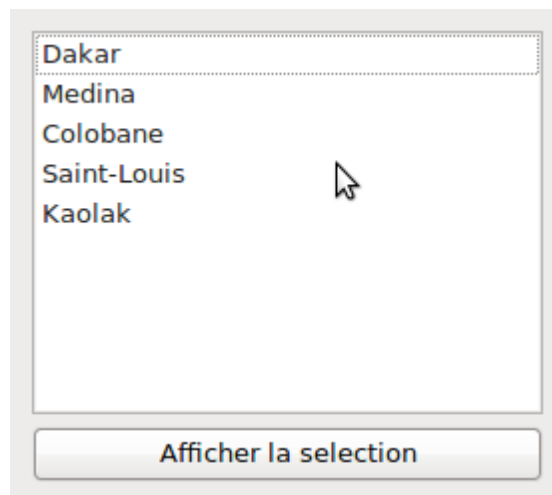 Dakar
Medina
Colobane
Saint-Louis
Kaolak
Afficher la selection